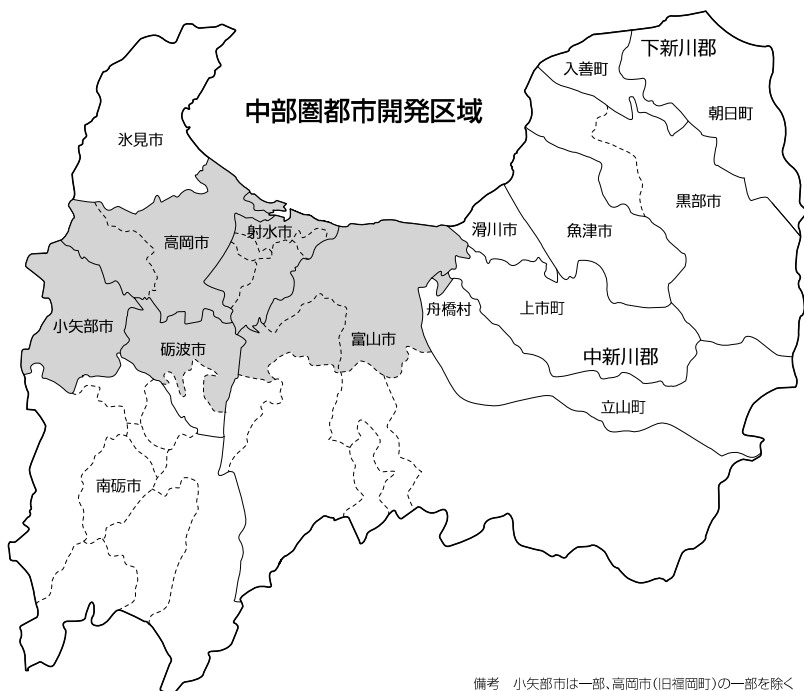 下新川郡
入善町
朝日町
中部圏都市開発区域
氷見市
黒部市
滑川市
魚津市
高岡市
射水市
舟橋村
上市町
小矢部市
砺波市
富山市
中新川郡
立山町
南砺市
備考 小矢部市は一部、高岡市(旧福岡町)の一部を除く